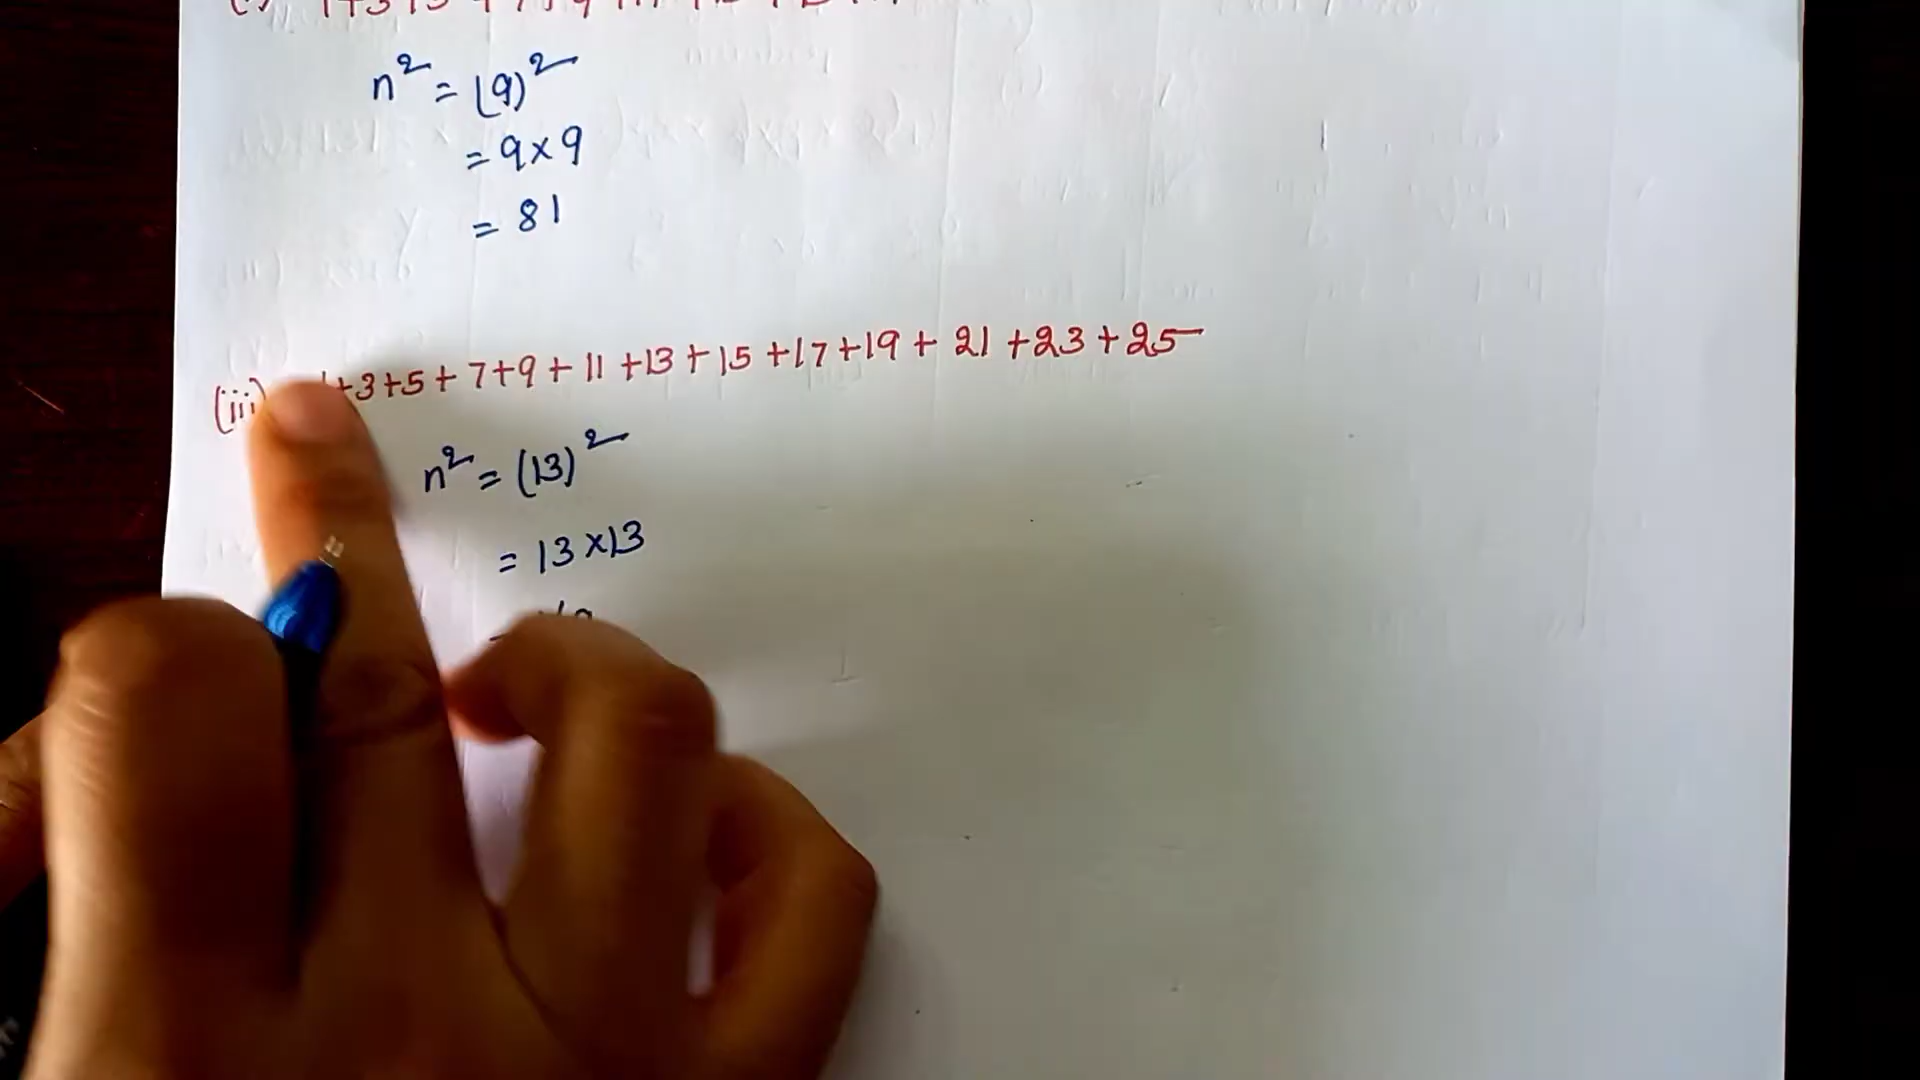 n² = (9)²
= 9×9
= 81
(iii) 1+3+5+7+9+11+13+15+17+19+21+23+25
n² = (13)²
= 13×13